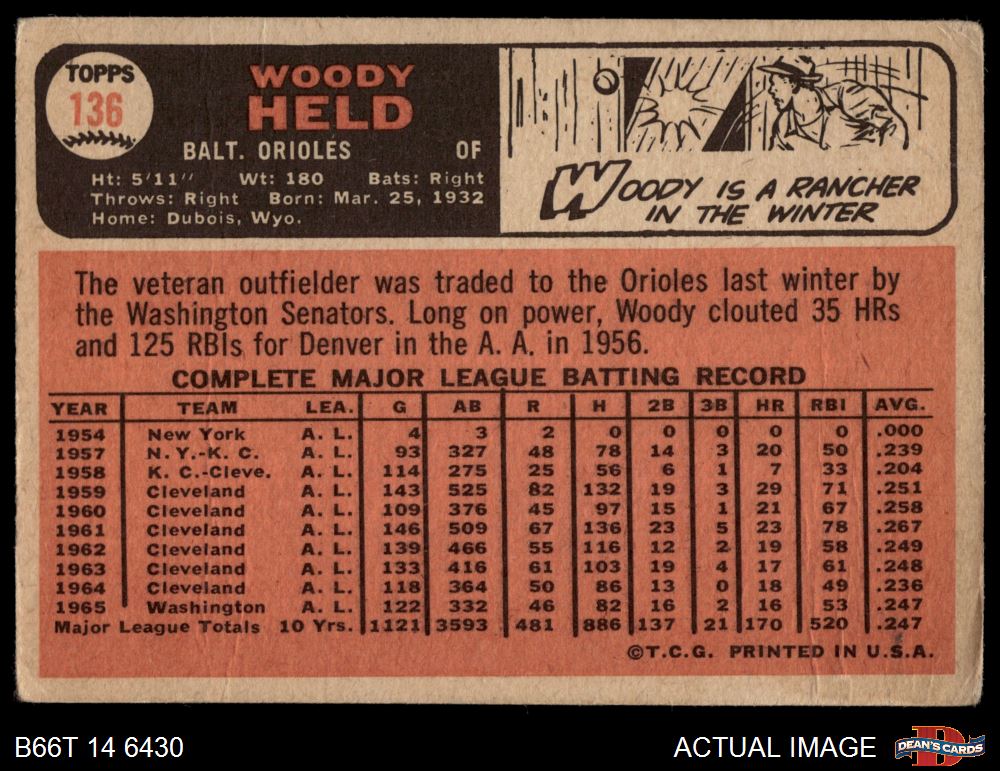 TOPPS
136
WOODY
HELD
BALT. ORIOLES OF
Ht: 5'11" Wt: 180 Bats: Right
Throws: Right Born: Mar. 25, 1932
Home: Dubois, Wyo.
WOODY IS A RANCHER
IN THE WINTER
The veteran outfielder was traded to the Orioles last winter by
the Washington Senators. Long on power, Woody clouted 35 HRs
and 125 RBIs for Denver in the A. A. in 1956.
COMPLETE MAJOR LEAGUE BATTING RECORD
YEAR TEAM LEA. G AB R H 2B 3B HR RBI AVG.
1954 New York A. L. 4 3 2 0 0 0 0 0 .000
1957 N. Y.-K. C. A. L. 93 327 48 78 14 3 20 50 .239
1958 K. C.-Cleve. A. L. 114 275 25 56 6 1 7 33 .204
1959 Cleveland A. L. 143 525 82 132 19 3 29 71 .251
1960 Cleveland A. L. 109 376 45 97 15 1 21 67 .258
1961 Cleveland A. L. 146 509 67 136 23 5 23 78 .267
1962 Cleveland A. L. 139 466 55 116 12 2 19 58 .249
1963 Cleveland A. L. 133 416 61 103 19 4 17 61 .248
1964 Cleveland A. L. 118 364 50 86 13 0 18 49 .236
1965 Washington A. L. 122 332 46 82 16 2 16 53 .247
Major League Totals 10 Yrs. 1121 3593 481 886 137 21 170 520 .247
©T.C.G. PRINTED IN U.S.A.
B66T 14 6430
ACTUAL IMAGE
D
DEAN'S CARDS